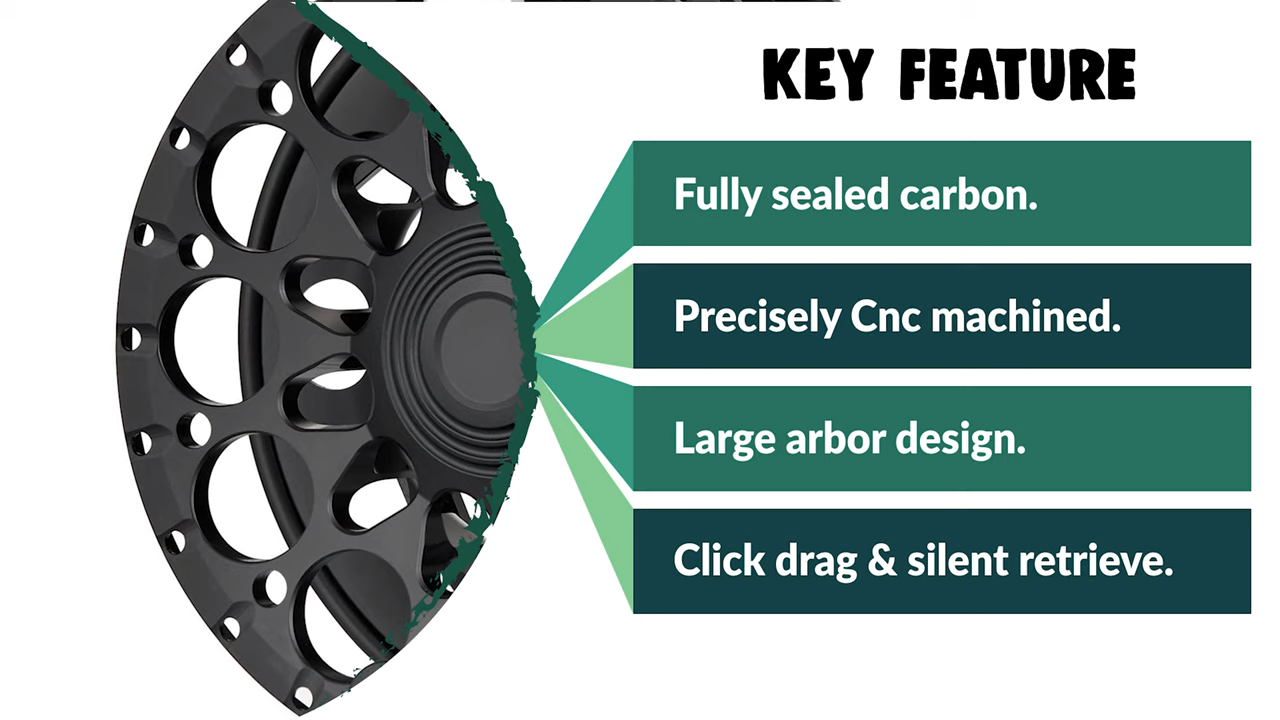 KEY FEATURE
Fully sealed carbon.
Precisely Cnc machined.
Large arbor design.
Click drag & silent retrieve.